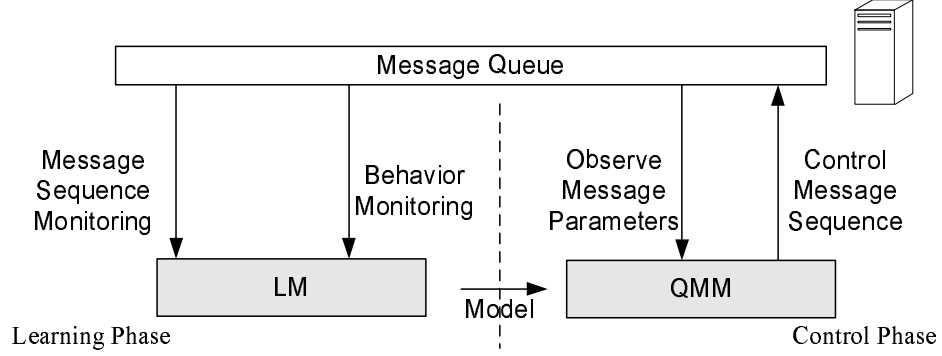 Message Queue
Message
Sequence
Monitoring
Behavior
Monitoring
Observe
Message
Parameters
Control
Message
Sequence
LM
Model
QMM
Learning Phase
Control Phase